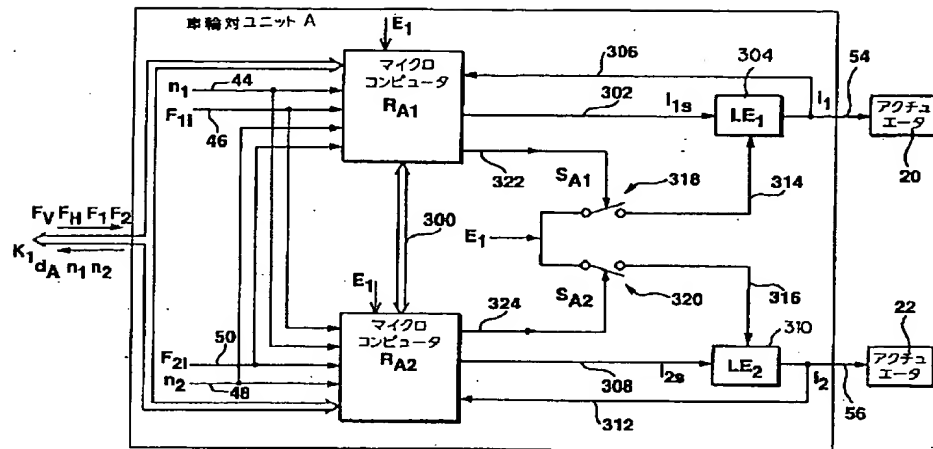 車輪対ユニット A
E1
マイクロ
コンピュータ
RA1
n1
44
F1i
46
306
302
i1s
304
LE1
i1
54
アクチュ
エータ
20
322
SA1
318
314
FV FH F1 F2
K1
dA n1 n2
300
E1
E1
SA2
320
316
324
マイクロ
コンピュータ
RA2
F2i
50
n2
48
308
i2s
310
LE2
i2
56
22
アクチュ
エータ
312